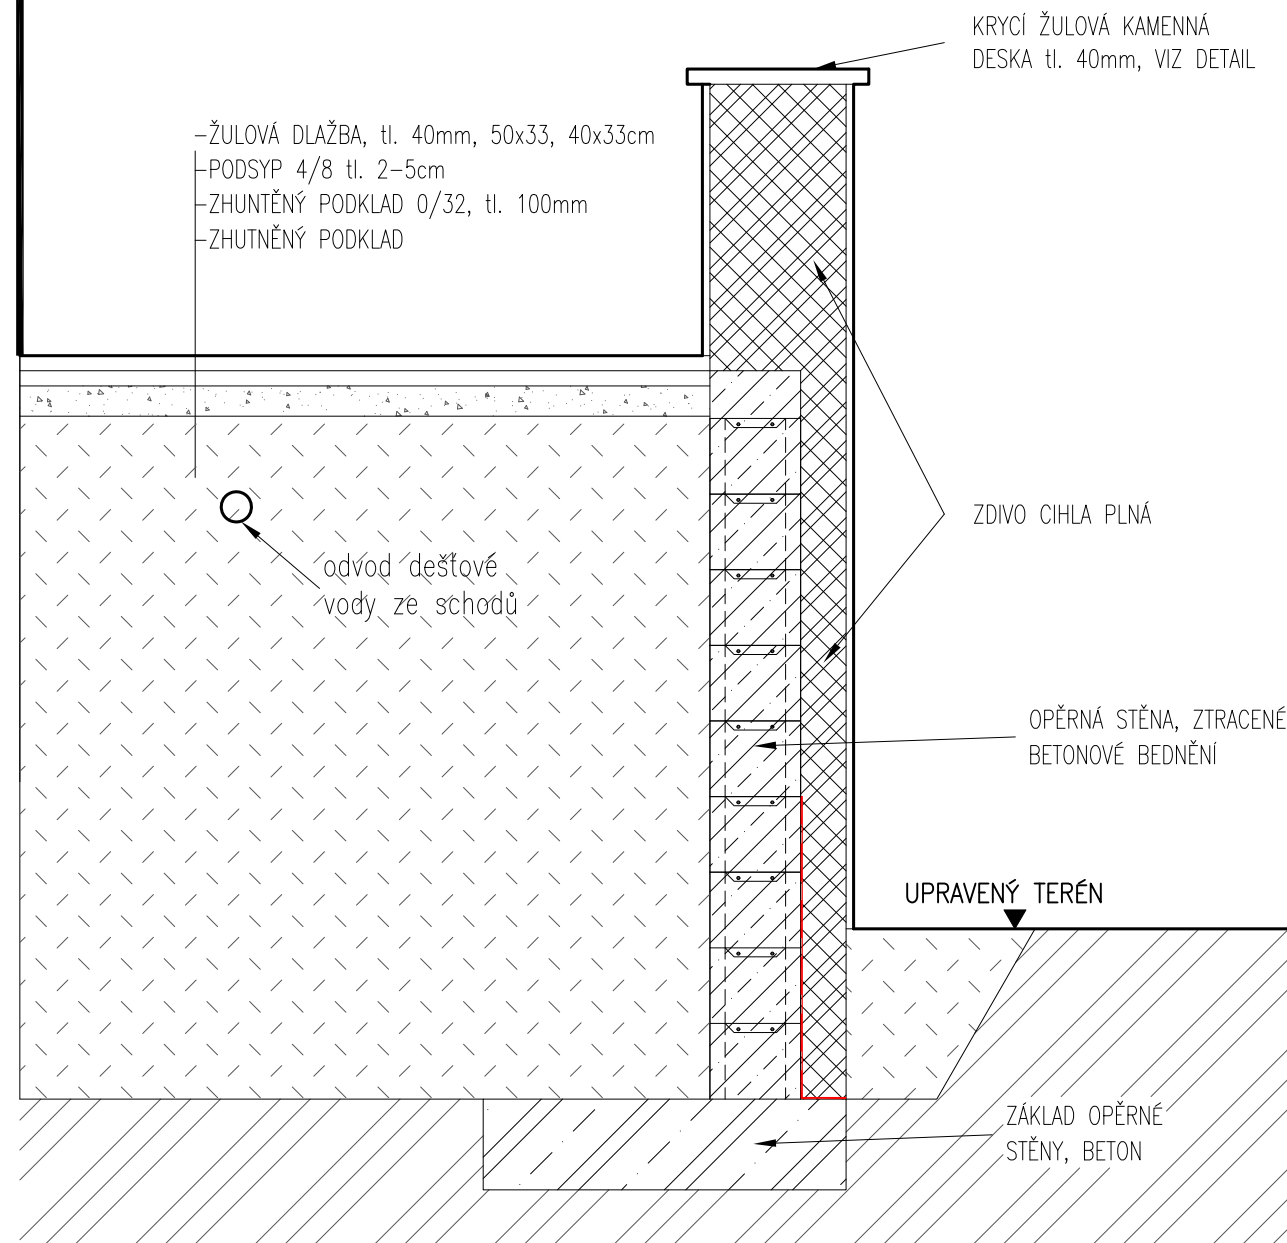 KRYCÍ ŽULOVÁ KAMENNÁ
DESKA tl. 40mm, VIZ DETAIL
-ŽULOVÁ DLAŽBA, tl. 40mm, 50x33, 40x33cm
-PODSYP 4/8 tl. 2-5cm
-ZHUNTĚNÝ PODKLAD 0/32, tl. 100mm
-ZHUTNĚNÝ PODKLAD
ZDIVO CIHLA PLNÁ
odvod dešťové
vody ze schodů
OPĚRNÁ STĚNA, ZTRACENÉ
BETONOVÉ BEDNĚNÍ
UPRAVENÝ TERÉN
ZÁKLAD OPĚRNÉ
STĚNY, BETON